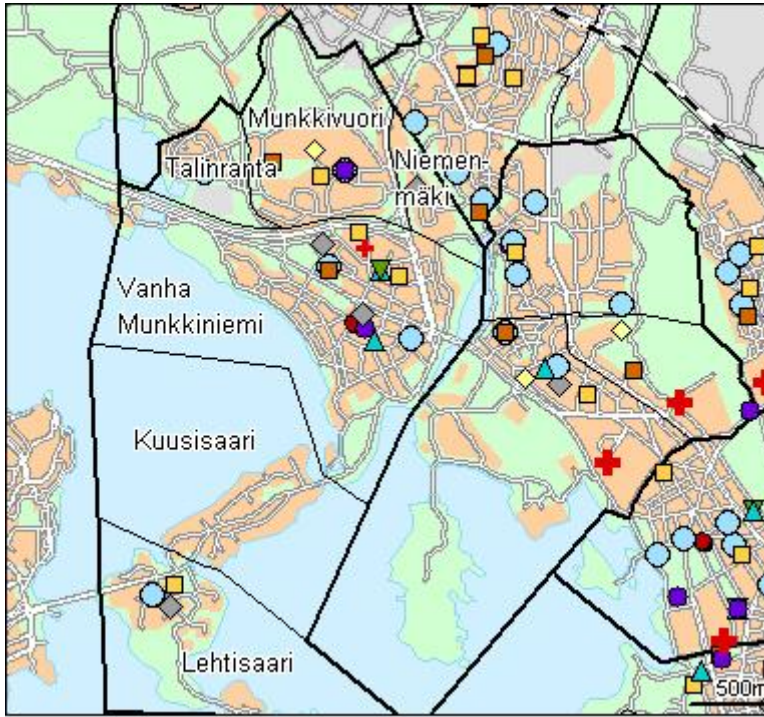 Munkkivuori
Talinranta
Niemen-
mäki
Vanha
Munkkiniemi
Kuusisaari
Lehtisaari
500m